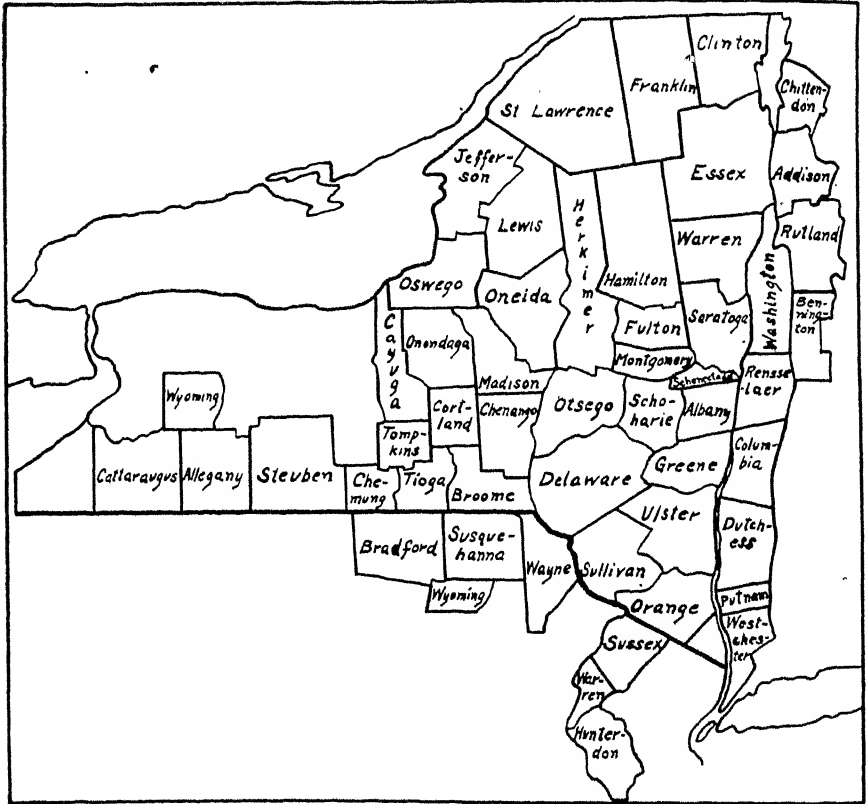 Clinton
Franklin
St Lawrence
Chitten-
don
Jeffer-
son
Essex
Addison
Lewis
Herkimer
Hamilton
Warren
Washington
Rutland
Oswego
Oneida
Fulton
Saratoga
Ben-
ning-
ton
Cayuga
Onondaga
Madison
Montgomery
Schenectady
Rensse-
laer
Wyoming
Cort-
land
Chenango
Otsego
Scho-
harie
Albany
Tomp-
kins
Cattaraugus
Allegany
Steuben
Che-
mung
Tioga
Broome
Delaware
Greene
Colum-
bia
Ulster
Dutch-
ess
Bradford
Susque-
hanna
Wayne
Sullivan
Wyoming
Orange
Putnam
West-
ches-
ter
Sussex
War-
ren
Hunter-
don